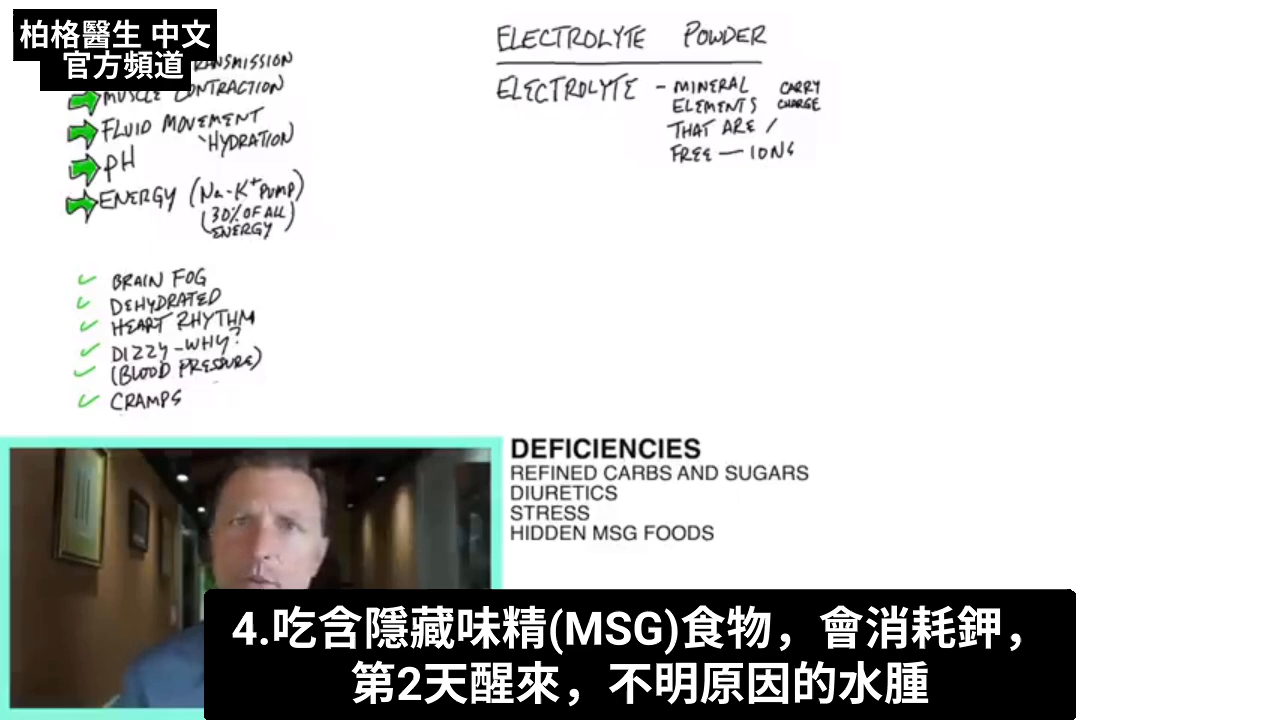 柏格醫生 中文
官方頻道
RANSMISSION
MUSCLE CONTRACTION
FLUID MOVEMENT
HYDRATION
PH
ENERGY (Na-K+ PUMP)
(30% OF ALL
ENERGY)
BRAIN FOG
DEHYDRATED
HEART RHYTHM
DIZZY - WHY?
(BLOOD PRESSURE)
CRAMPS
ELECTROLYTE POWDER
ELECTROLYTE - MINERAL CARRY
ELEMENTS CHARGE
THAT ARE /
FREE — IONS
DEFICIENCIES
REFINED CARBS AND SUGARS
DIURETICS
STRESS
HIDDEN MSG FOODS
4.吃含隱藏味精(MSG)食物，會消耗鉀，
第2天醒來，不明原因的水腫